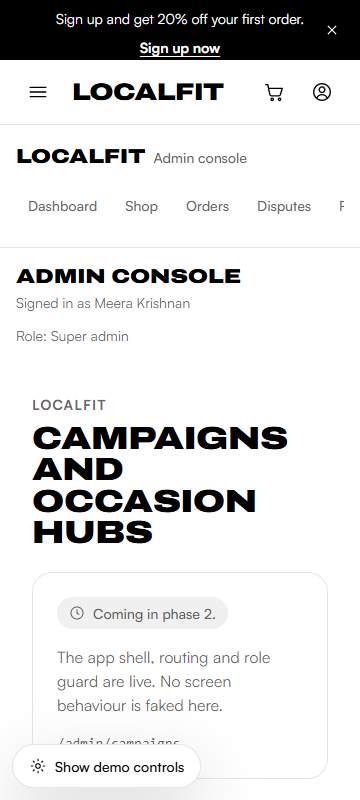 Sign up and get 20% off your first order.
Sign up now
LOCALFIT
LOCALFIT Admin console
Dashboard Shop Orders Disputes
ADMIN CONSOLE
Signed in as Meera Krishnan
Role: Super admin
LOCALFIT
CAMPAIGNS
AND
OCCASION
HUBS
Coming in phase 2.
The app shell, routing and role
guard are live. No screen
behaviour is faked here.
/admin/campaigns
Show demo controls